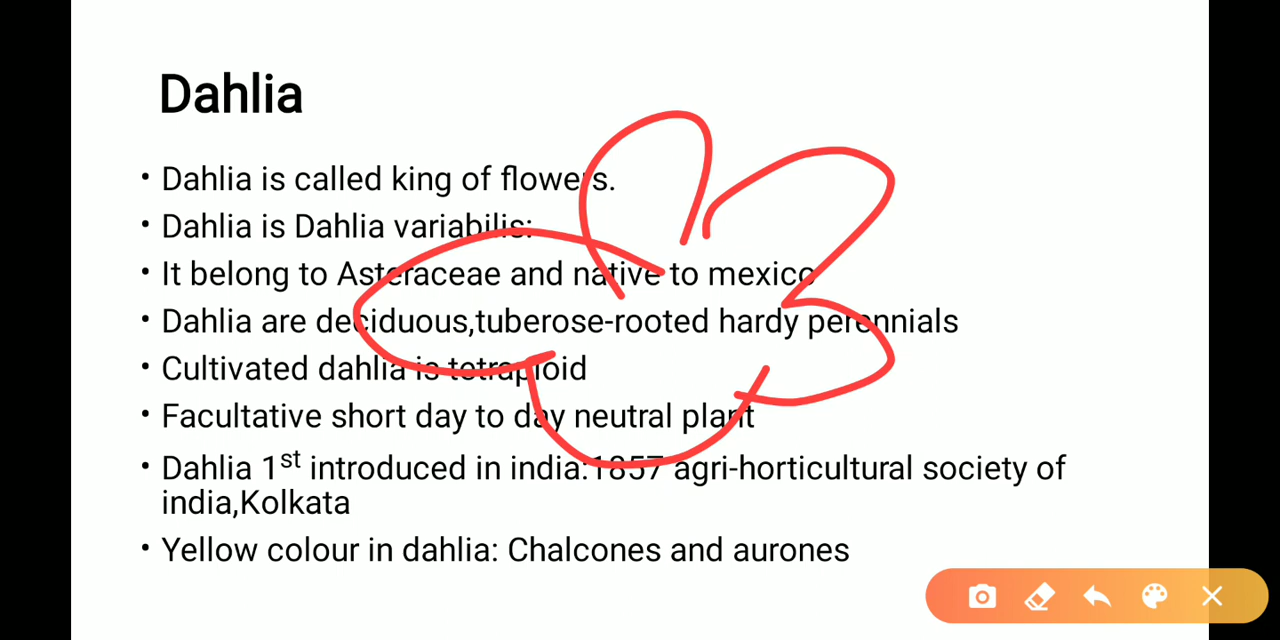 Dahlia
• Dahlia is called king of flowers.
• Dahlia is Dahlia variabilis:
• It belong to Asteraceae and native to mexico
• Dahlia are deciduous,tuberose-rooted hardy perennials
• Cultivated dahlia is tetraploid
• Facultative short day to day neutral plant
• Dahlia 1st introduced in india:1857 agri-horticultural society of
india,Kolkata
• Yellow colour in dahlia: Chalcones and aurones